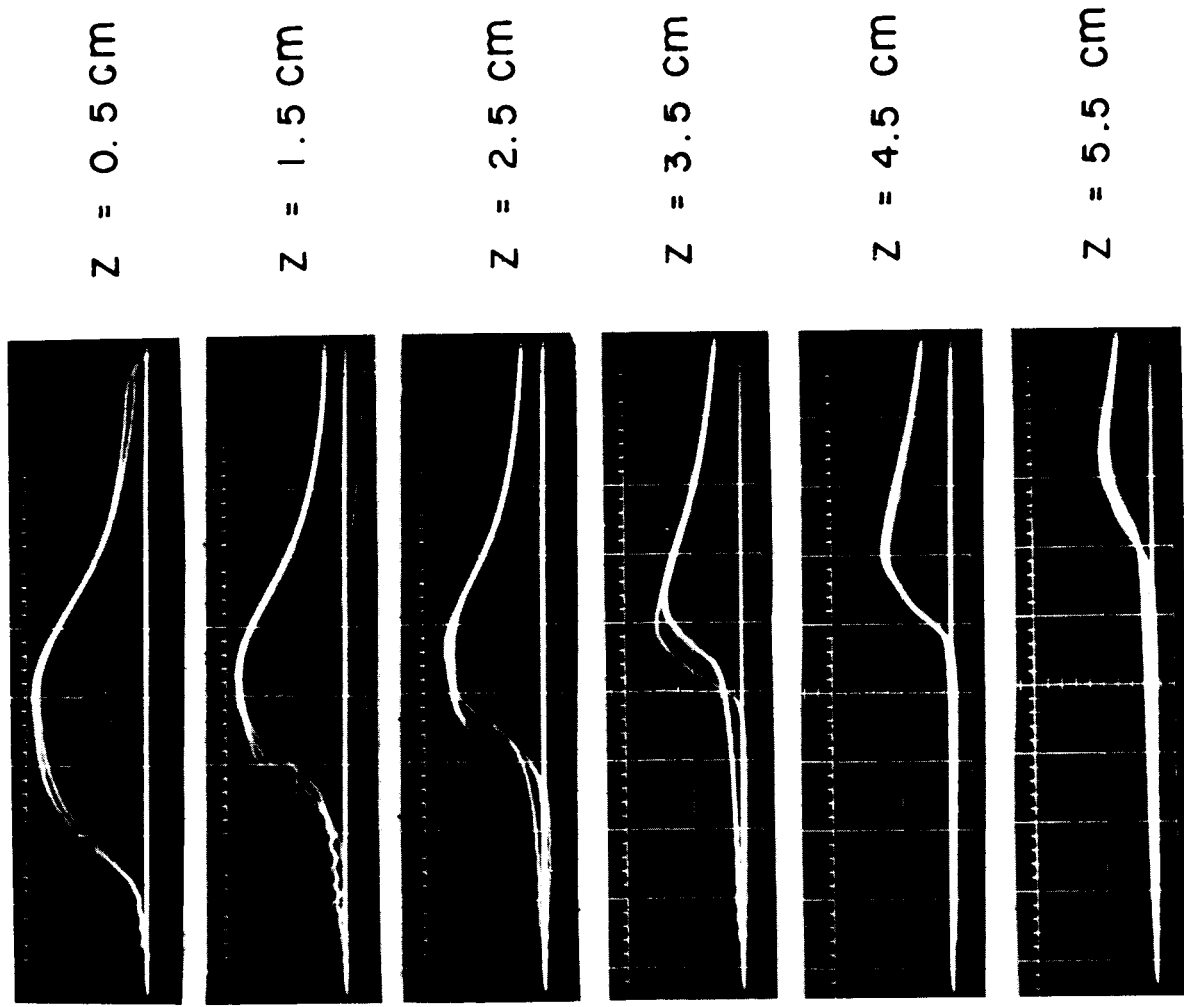 Z = 0.5 cm
Z = 1.5 cm
Z = 2.5 cm
Z = 3.5 cm
Z = 4.5 cm
Z = 5.5 cm